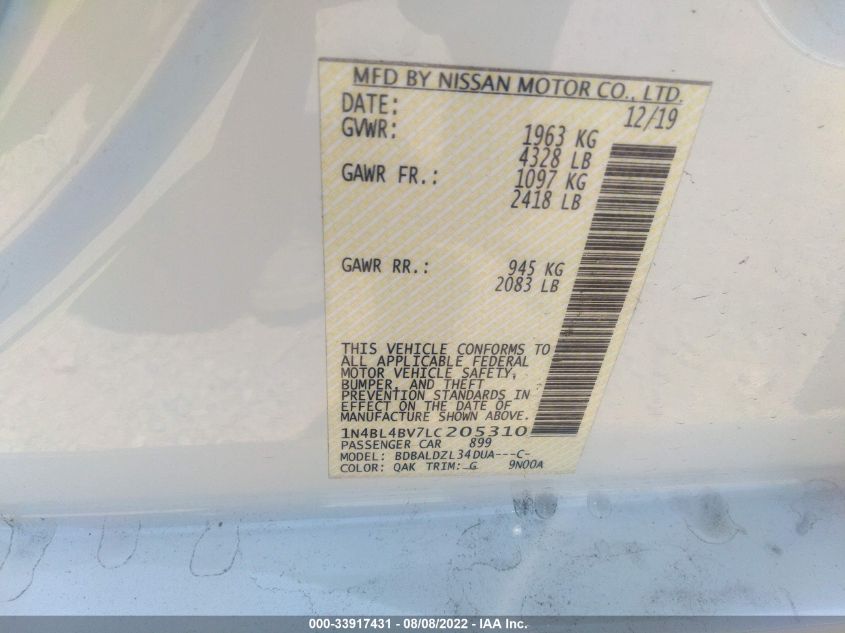 MFD BY NISSAN MOTOR CO., LTD.
DATE: 12/19
GVWR: 1963 KG
4328 LB
GAWR FR.: 1097 KG
2418 LB
GAWR RR.: 945 KG
2083 LB
THIS VEHICLE CONFORMS TO
ALL APPLICABLE FEDERAL
MOTOR VEHICLE SAFETY,
BUMPER, AND THEFT
PREVENTION STANDARDS IN
EFFECT ON THE DATE OF
MANUFACTURE SHOWN ABOVE.
1N4BL4BV7LC205310
PASSENGER CAR 899
MODEL: BDBALDZL34DUA---C-
COLOR: QAK TRIM: G 9N00A
000-33917431 - 08/08/2022 - IAA Inc.